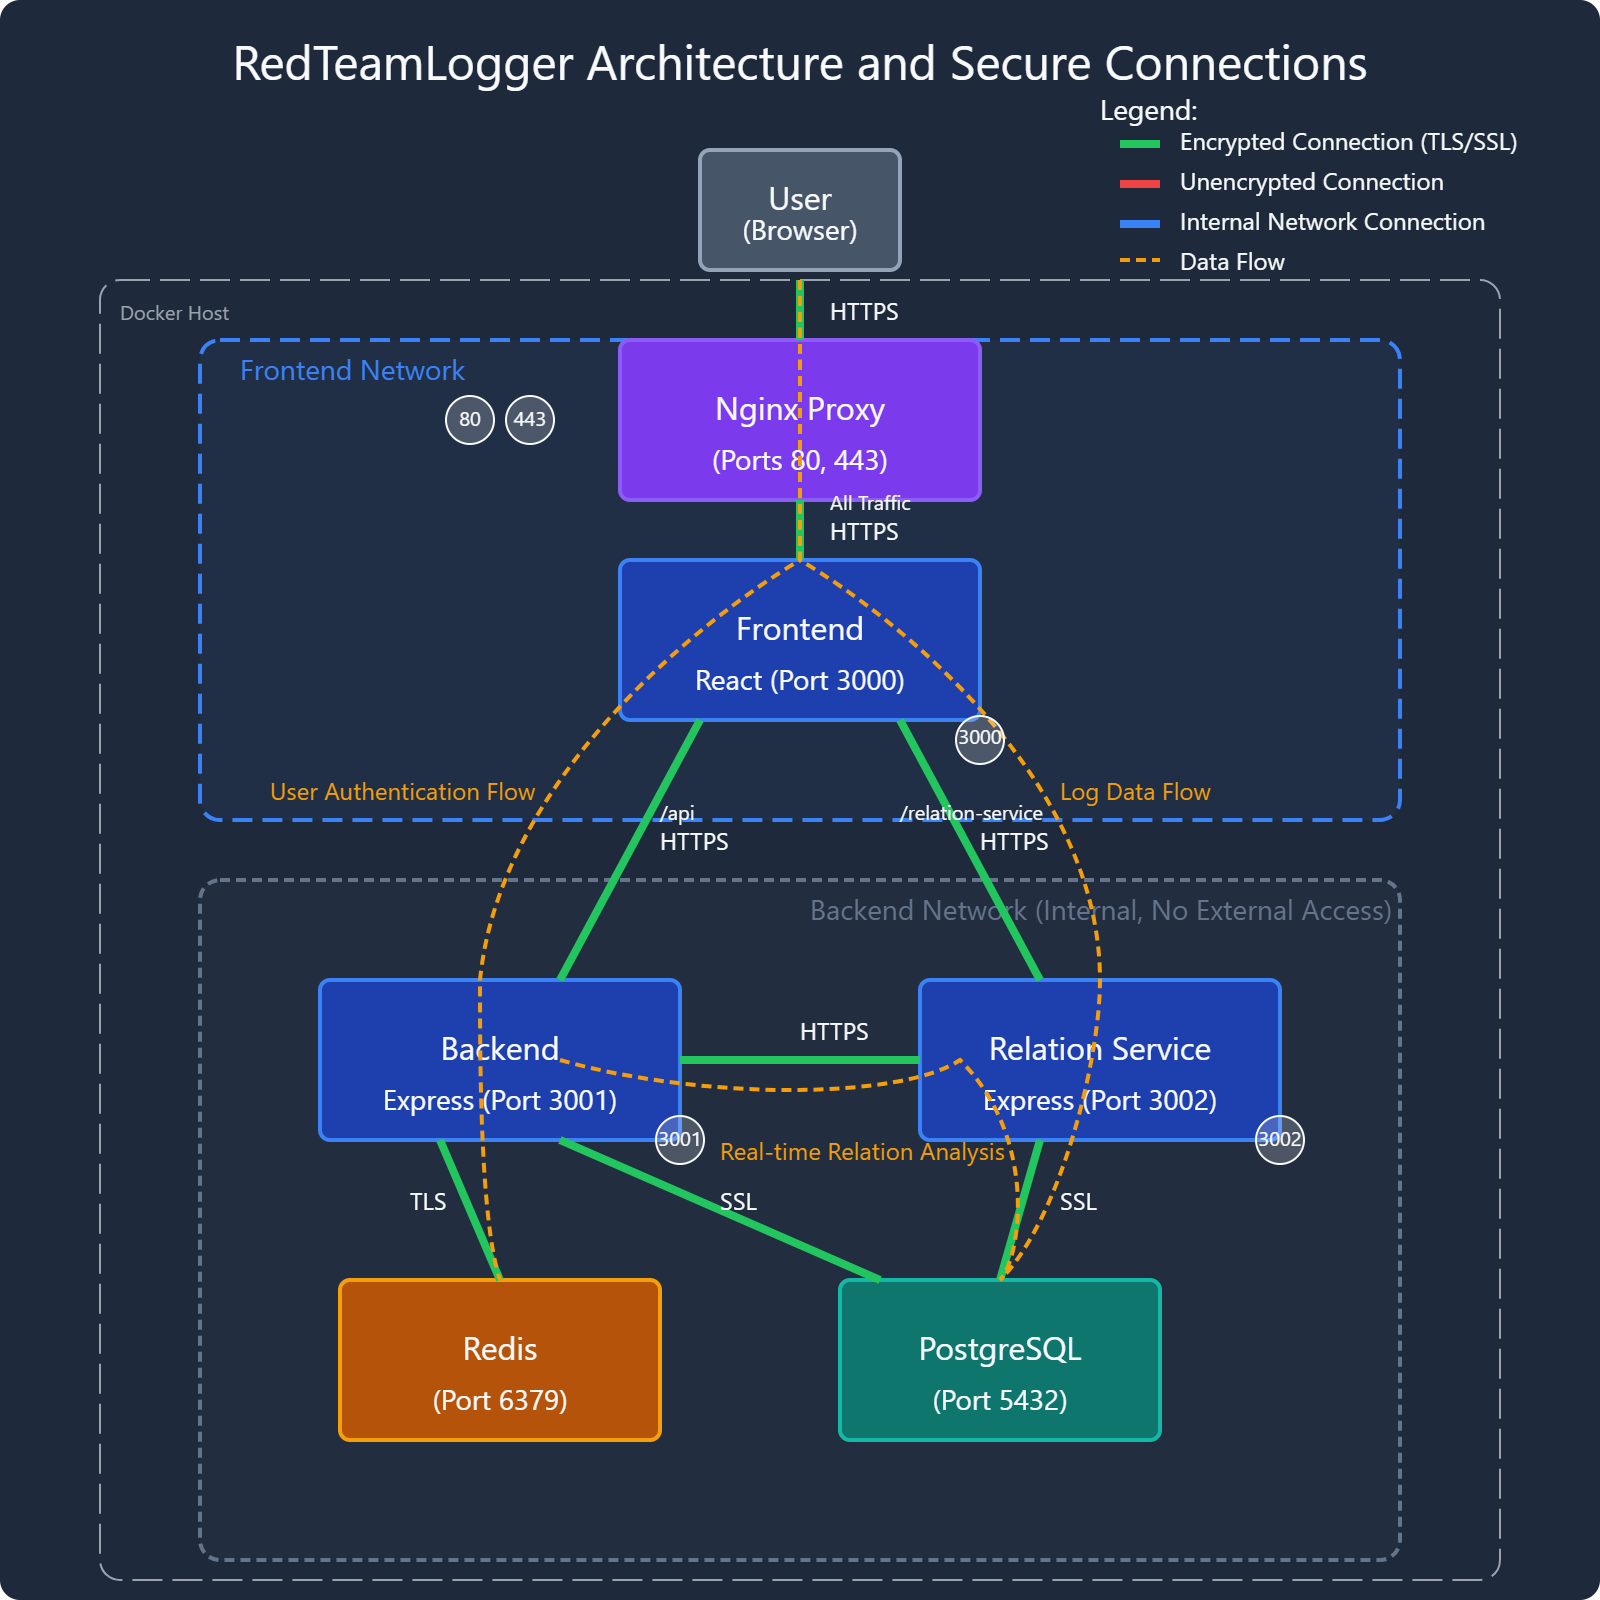 RedTeamLogger Architecture and Secure Connections
Legend:
Encrypted Connection (TLS/SSL)
Unencrypted Connection
Internal Network Connection
Data Flow
User
(Browser)
Docker Host
HTTPS
Frontend Network
80
443
Nginx Proxy
(Ports 80, 443)
All Traffic
HTTPS
Frontend
React (Port 3000)
3000
User Authentication Flow
Log Data Flow
/api
HTTPS
/relation-service
HTTPS
Backend Network (Internal, No External Access)
Backend
Express (Port 3001)
3001
HTTPS
Relation Service
Express (Port 3002)
3002
Real-time Relation Analysis
TLS
SSL
SSL
Redis
(Port 6379)
PostgreSQL
(Port 5432)